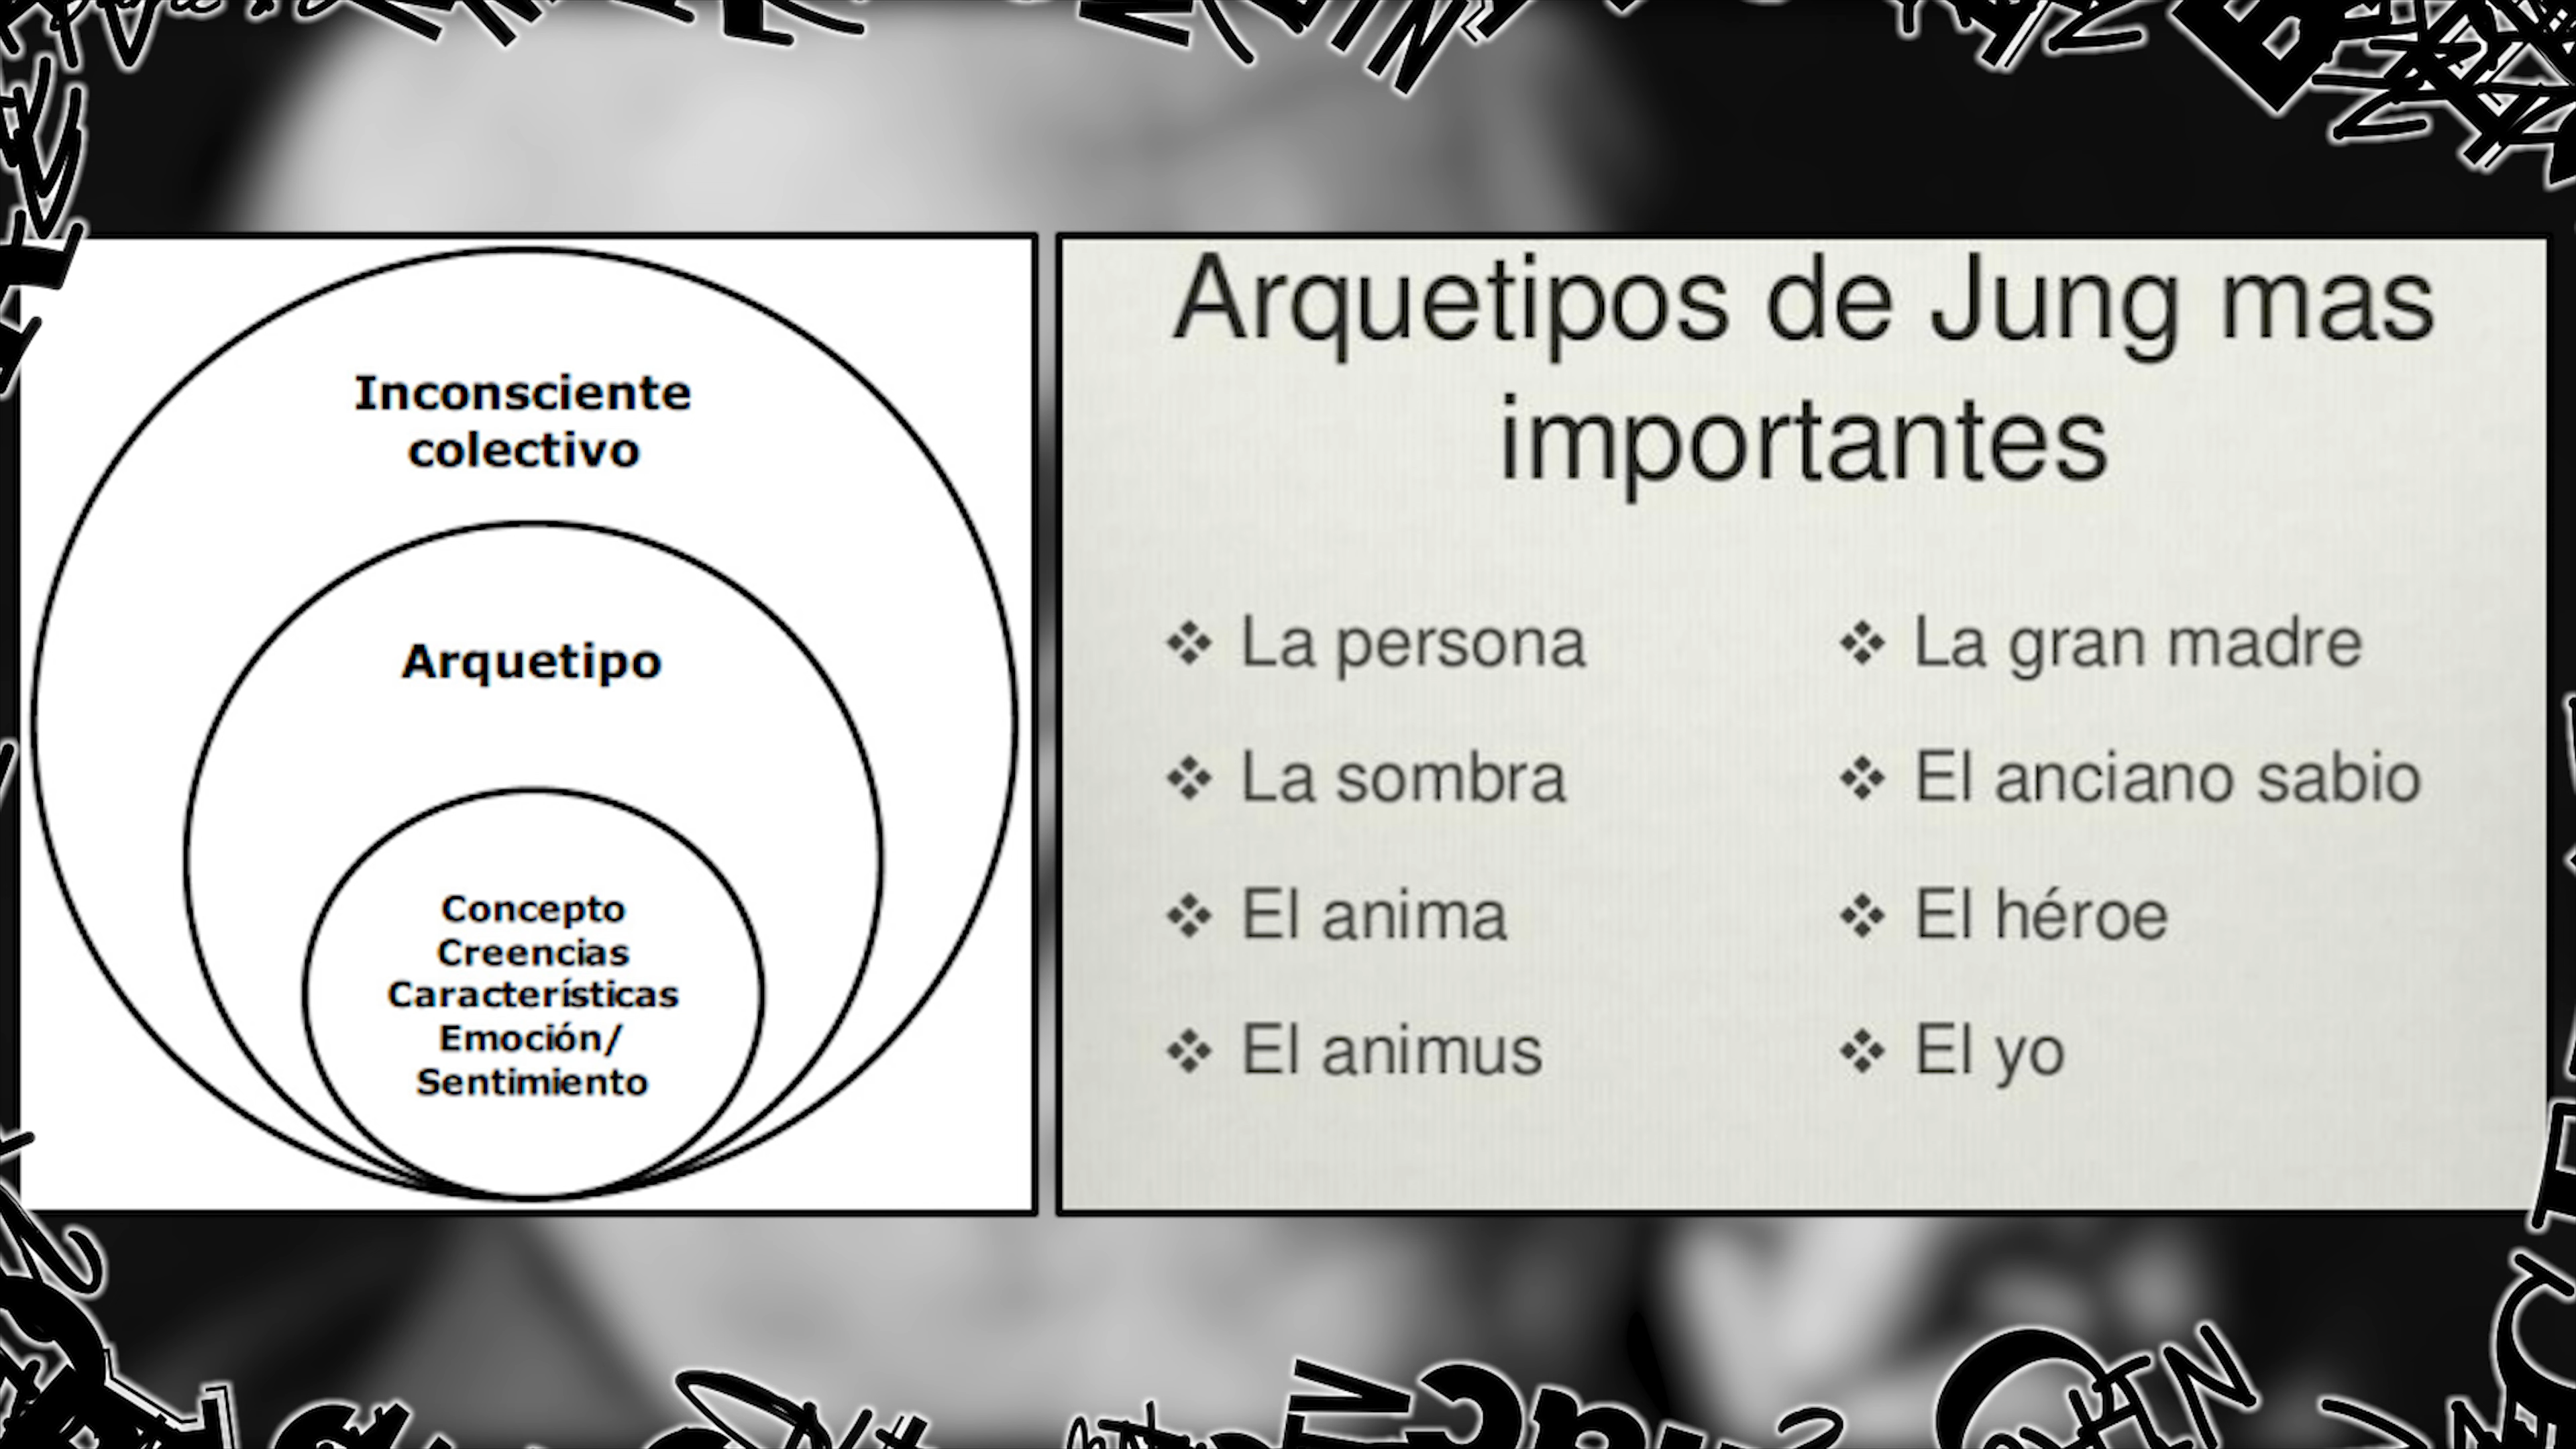 Inconsciente
colectivo
Arquetipo
Concepto
Creencias
Características
Emoción/
Sentimiento
Arquetipos de Jung mas
importantes
❖ La persona
❖ La sombra
❖ El anima
❖ El animus
❖ La gran madre
❖ El anciano sabio
❖ El héroe
❖ El yo